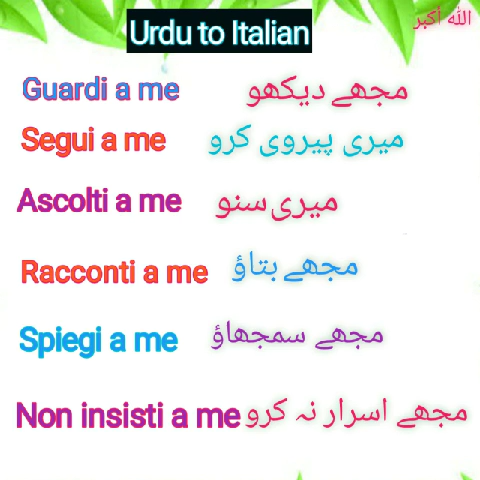 Urdu to Italian
الله أكبر
Guardi a me مجھے دیکھو
Segui a me میری پیروی کرو
Ascolti a me میری سنو
Racconti a me مجھے بتاؤ
Spiegi a me مجھے سمجھاؤ
Non insisti a me مجھے اسرار نہ کرو